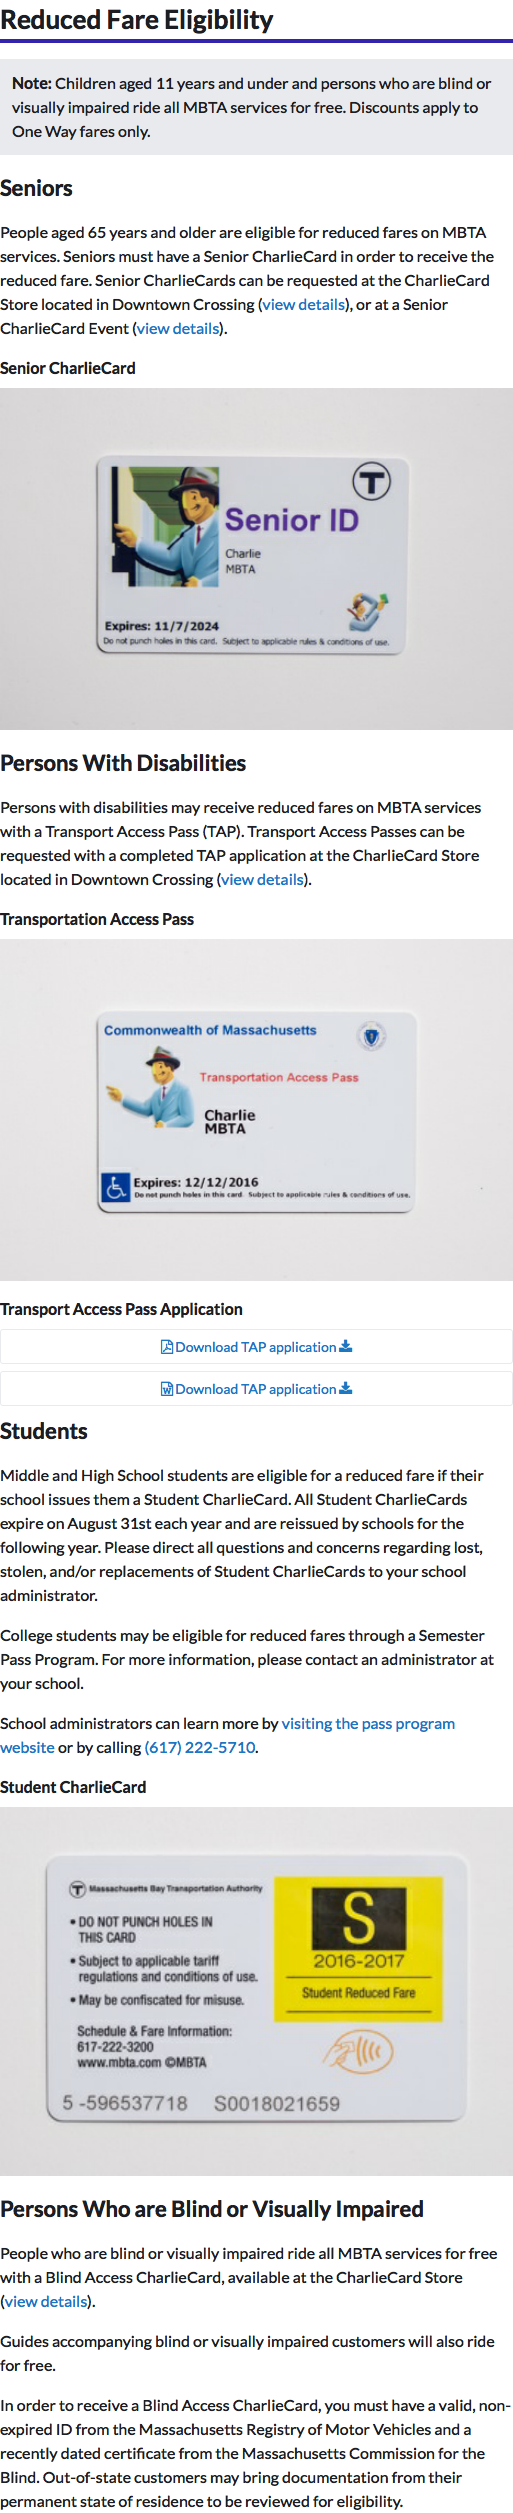 Reduced Fare Eligibility
Note: Children aged 11 years and under and persons who are blind or
visually impaired ride all MBTA services for free. Discounts apply to
One Way fares only.
Seniors
People aged 65 years and older are eligible for reduced fares on MBTA
services. Seniors must have a Senior CharlieCard in order to receive the
reduced fare. Senior CharlieCards can be requested at the CharlieCard
Store located in Downtown Crossing (view details), or at a Senior
CharlieCard Event (view details).
Senior CharlieCard
T
Senior ID
Charlie
MBTA
Expires: 11/7/2024
Do not punch holes in this card. Subject to applicable rules & conditions of use.
Persons With Disabilities
Persons with disabilities may receive reduced fares on MBTA services
with a Transport Access Pass (TAP). Transport Access Passes can be
requested with a completed TAP application at the CharlieCard Store
located in Downtown Crossing (view details).
Transportation Access Pass
Commonwealth of Massachusetts
Transportation Access Pass
Charlie
MBTA
Expires: 12/12/2016
Do not punch holes in this card. Subject to applicable rules & conditions of use.
Transport Access Pass Application
Download TAP application
Download TAP application
Students
Middle and High School students are eligible for a reduced fare if their
school issues them a Student CharlieCard. All Student CharlieCards
expire on August 31st each year and are reissued by schools for the
following year. Please direct all questions and concerns regarding lost,
stolen, and/or replacements of Student CharlieCards to your school
administrator.
College students may be eligible for reduced fares through a Semester
Pass Program. For more information, please contact an administrator at
your school.
School administrators can learn more by visiting the pass program
website or by calling (617) 222-5710.
Student CharlieCard
T Massachusetts Bay Transportation Authority
• DO NOT PUNCH HOLES IN
THIS CARD
• Subject to applicable tariff
regulations and conditions of use.
• May be confiscated for misuse.
Schedule & Fare Information:
617-222-3200
www.mbta.com ©MBTA
S
2016-2017
Student Reduced Fare
5 -596537718 S0018021659
Persons Who are Blind or Visually Impaired
People who are blind or visually impaired ride all MBTA services for free
with a Blind Access CharlieCard, available at the CharlieCard Store
(view details).
Guides accompanying blind or visually impaired customers will also ride
for free.
In order to receive a Blind Access CharlieCard, you must have a valid, non-
expired ID from the Massachusetts Registry of Motor Vehicles and a
recently dated certificate from the Massachusetts Commission for the
Blind. Out-of-state customers may bring documentation from their
permanent state of residence to be reviewed for eligibility.